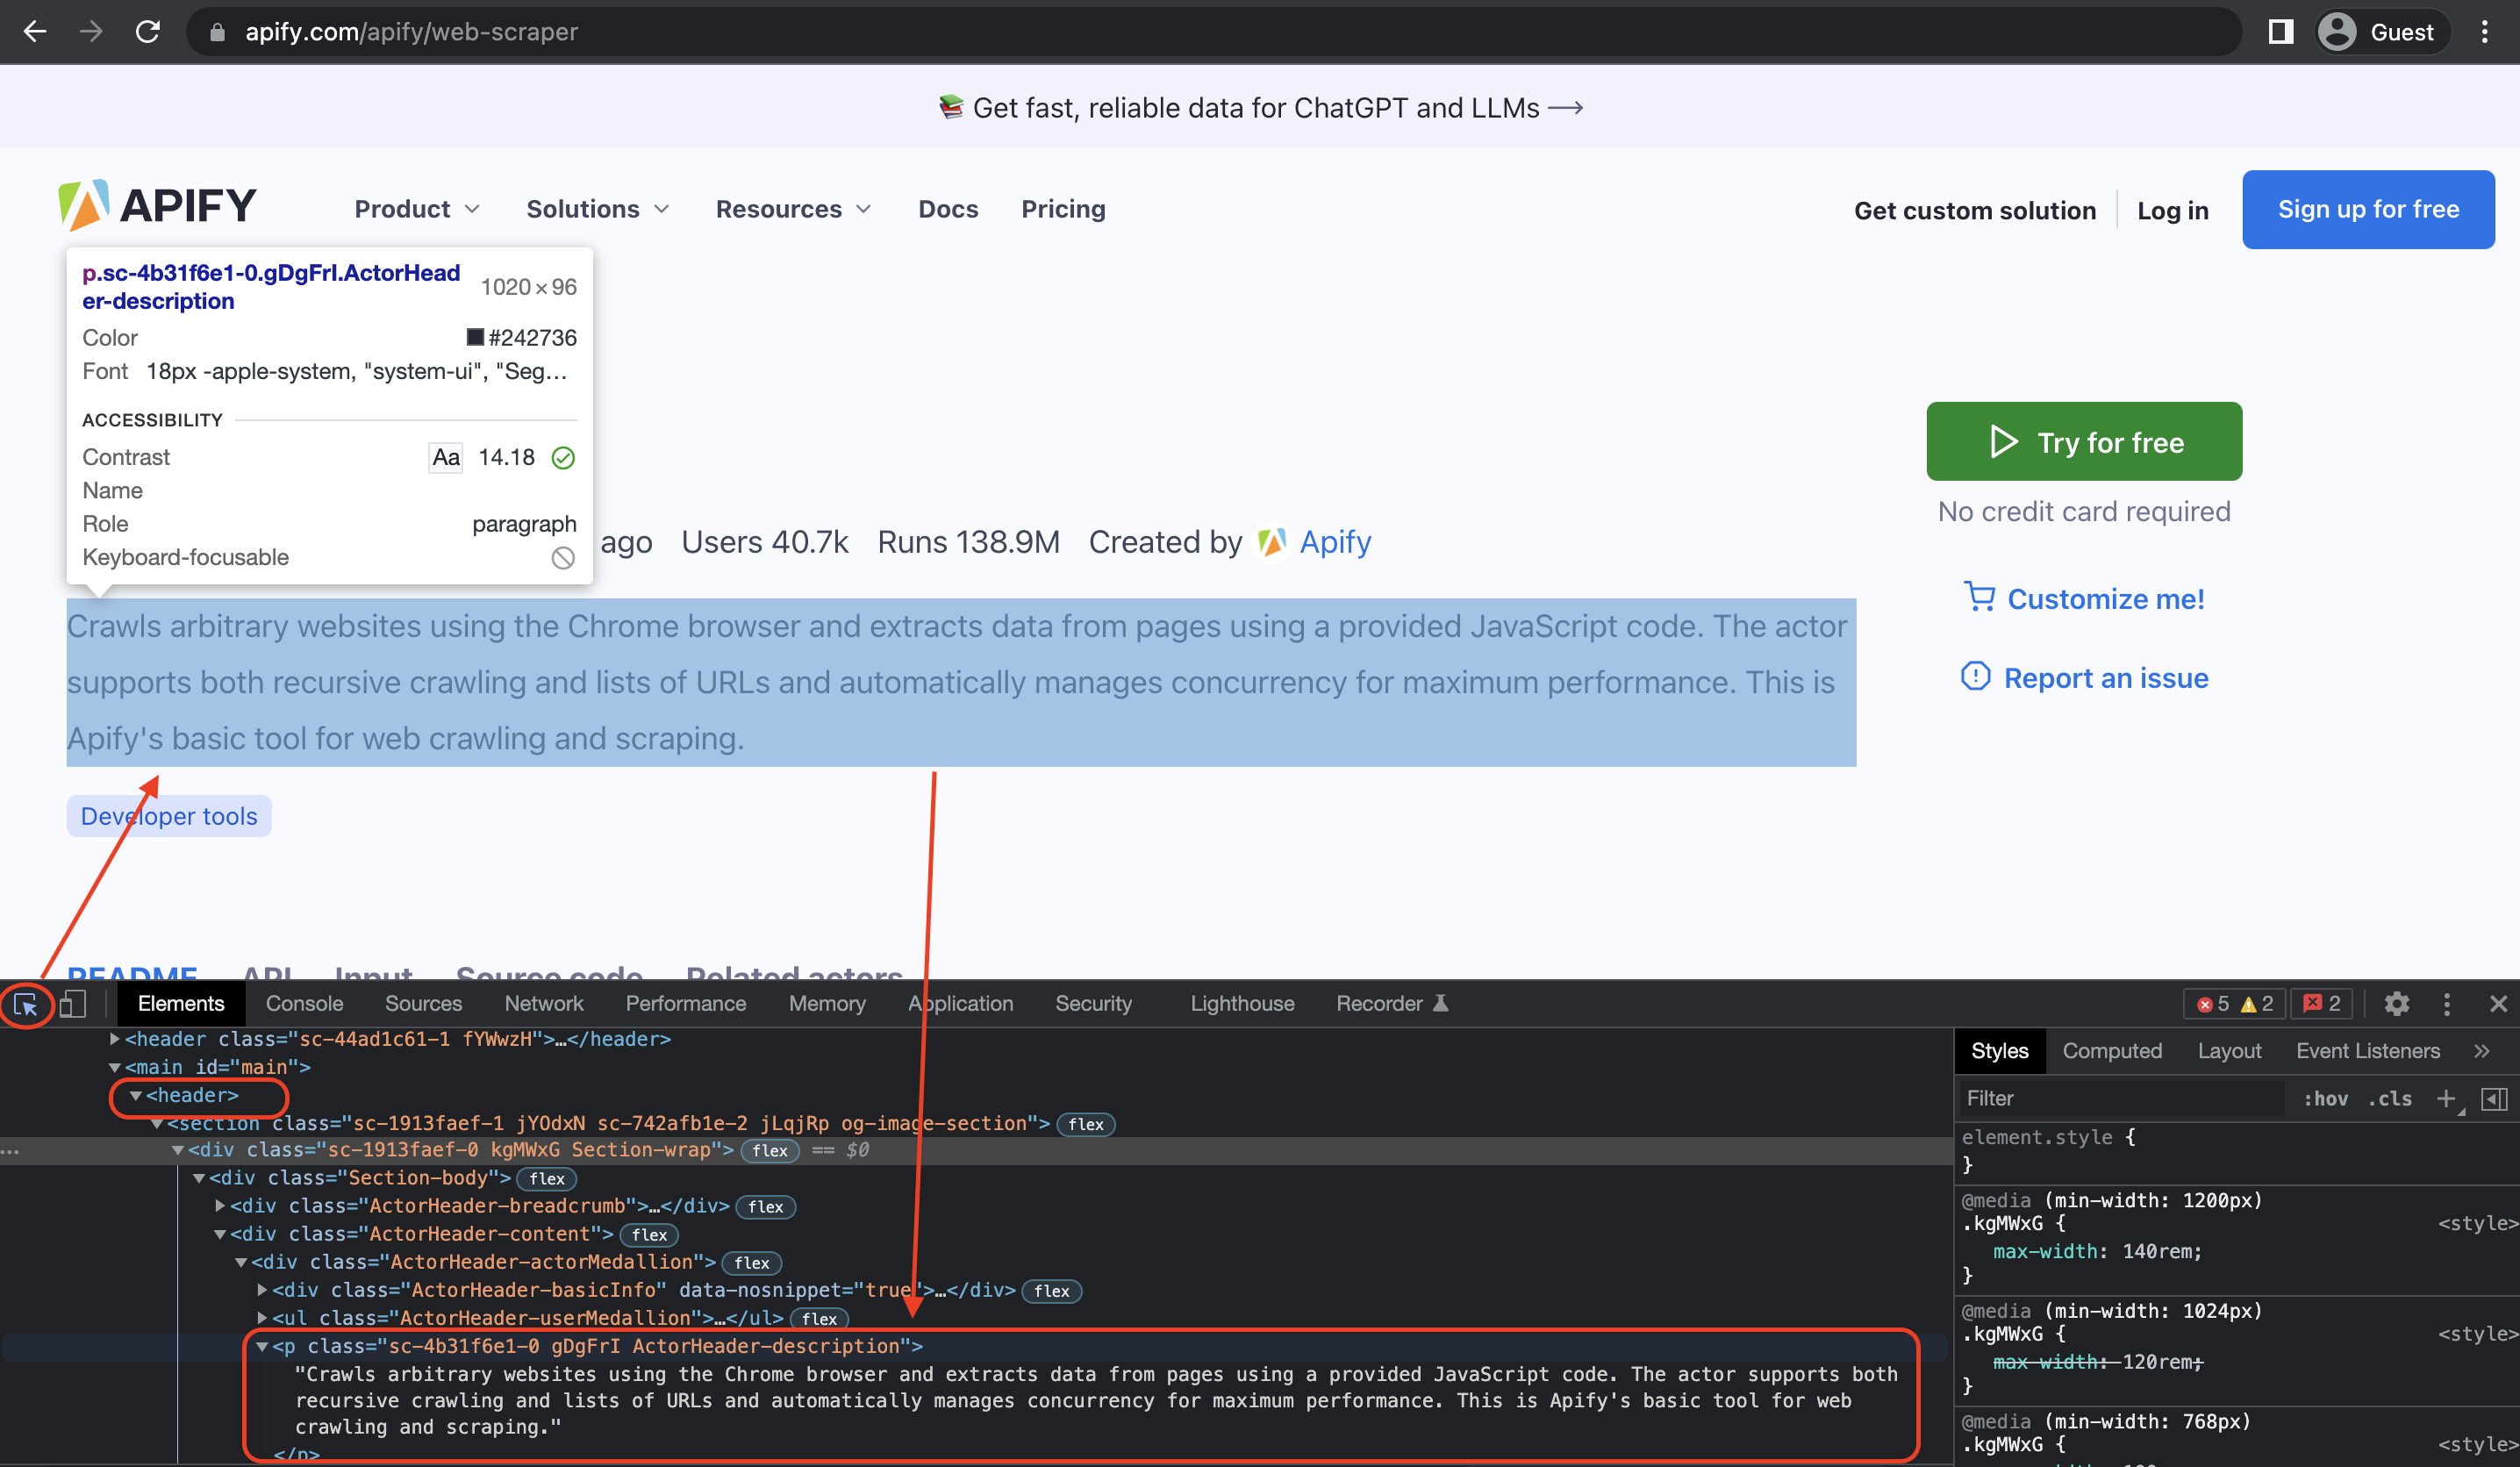 apify.com/apify/web-scraper
Guest
Get fast, reliable data for ChatGPT and LLMs
APIFY
Product
Solutions
Resources
Docs
Pricing
Get custom solution
Log in
Sign up for free
p.sc-4b31f6e1-0.gDgFrI.ActorHead
er-description
1020 × 96
Color
#242736
Font 18px -apple-system, "system-ui", "Seg…
ACCESSIBILITY
Contrast
Aa 14.18
Name
Role
paragraph
Keyboard-focusable
ago Users 40.7k Runs 138.9M Created by Apify
Try for free
No credit card required
Customize me!
Report an issue
Crawls arbitrary websites using the Chrome browser and extracts data from pages using a provided JavaScript code. The actor
supports both recursive crawling and lists of URLs and automatically manages concurrency for maximum performance. This is
Apify's basic tool for web crawling and scraping.
Developer tools
README API Input Source code Related actors
Elements Console Sources Network Performance Memory Application Security Lighthouse Recorder
5 2 2
<header class="sc-44ad1c61-1 fYWwzH">…</header>
<main id="main">
<header>
<section class="sc-1913faef-1 jYOdxN sc-742afb1e-2 jLqjRp og-image-section"> flex
<div class="sc-1913faef-0 kgMWxG Section-wrap"> flex == $0
<div class="Section-body"> flex
<div class="ActorHeader-breadcrumb">…</div> flex
<div class="ActorHeader-content"> flex
<div class="ActorHeader-actorMedallion"> flex
<div class="ActorHeader-basicInfo" data-nosnippet="true">…</div> flex
<ul class="ActorHeader-userMedallion">…</ul> flex
<p class="sc-4b31f6e1-0 gDgFrI ActorHeader-description">
"Crawls arbitrary websites using the Chrome browser and extracts data from pages using a provided JavaScript code. The actor supports both
recursive crawling and lists of URLs and automatically manages concurrency for maximum performance. This is Apify's basic tool for web
crawling and scraping."
</p>
Styles Computed Layout Event Listeners
Filter
:hov .cls
element.style {
}
@media (min-width: 1200px)
.kgMWxG { <style>
max-width: 140rem;
}
@media (min-width: 1024px)
.kgMWxG { <style>
max-width: 120rem;
}
@media (min-width: 768px)
.kgMWxG { <style>